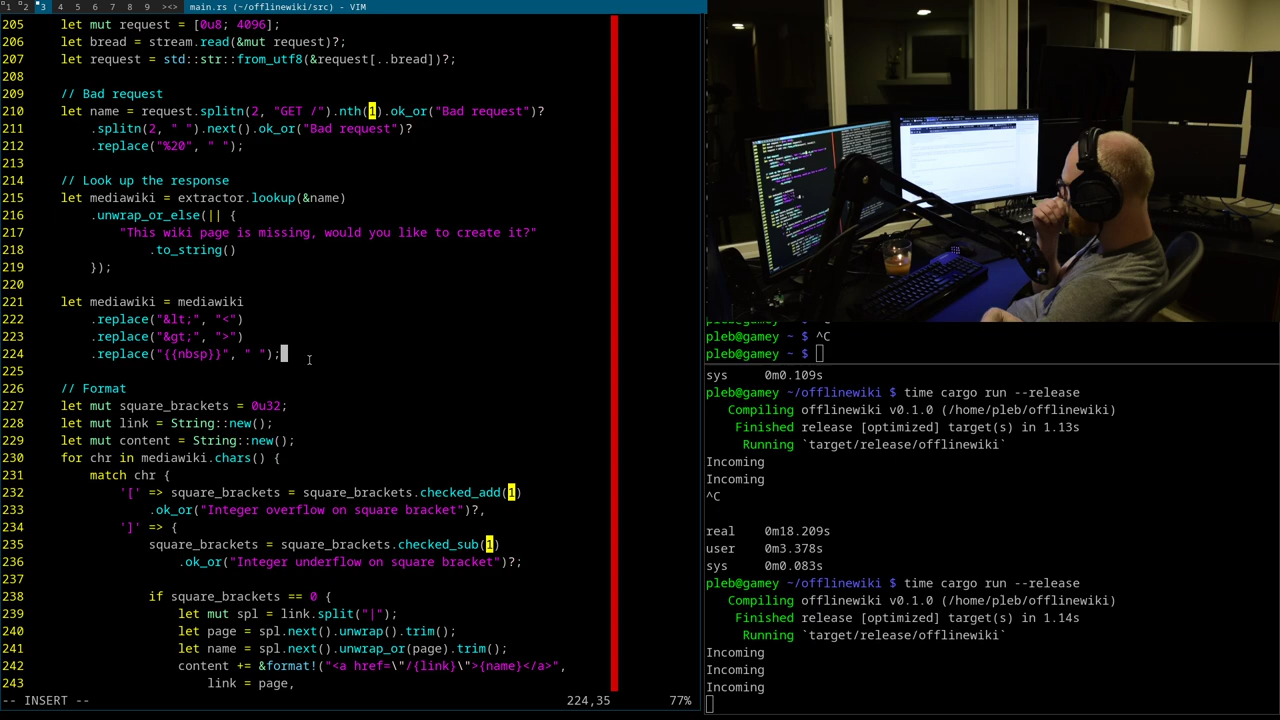 1 2 3 4 5 6 7 8 9 ><> main.rs (~/offlinewiki/src) - VIM
205     let mut request = [0u8; 4096];
206     let bread = stream.read(&mut request)?;
207     let request = std::str::from_utf8(&request[..bread])?;
208
209     // Bad request
210     let name = request.splitn(2, "GET /").nth(1).ok_or("Bad request")?
211         .splitn(2, " ").next().ok_or("Bad request")?
212         .replace("%20", " ");
213
214     // Look up the response
215     let mediawiki = extractor.lookup(&name)
216         .unwrap_or_else(|| {
217             "This wiki page is missing, would you like to create it?"
218                 .to_string()
219         });
220
221     let mediawiki = mediawiki
222         .replace("&lt;", "<")
223         .replace("&gt;", ">")
224         .replace("{{nbsp}}", " ");
225
226     // Format
227     let mut square_brackets = 0u32;
228     let mut link = String::new();
229     let mut content = String::new();
230     for chr in mediawiki.chars() {
231         match chr {
232             '[' => square_brackets = square_brackets.checked_add(1)
233                 .ok_or("Integer overflow on square bracket")?,
234             ']' => {
235                 square_brackets = square_brackets.checked_sub(1)
236                     .ok_or("Integer underflow on square bracket")?;
237
238                 if square_brackets == 0 {
239                     let mut spl = link.split("|");
240                     let page = spl.next().unwrap().trim();
241                     let name = spl.next().unwrap_or(page).trim();
242                     content += &format!("<a href=\"/{link}\">{name}</a>",
243                         link = page,
-- INSERT -- 224,35 77%
pleb@gamey ~ $ ^C
pleb@gamey ~ $
sys     0m0.109s
pleb@gamey ~/offlinewiki $ time cargo run --release
   Compiling offlinewiki v0.1.0 (/home/pleb/offlinewiki)
    Finished release [optimized] target(s) in 1.13s
     Running `target/release/offlinewiki`
Incoming
Incoming
^C
real    0m18.209s
user    0m3.378s
sys     0m0.083s
pleb@gamey ~/offlinewiki $ time cargo run --release
   Compiling offlinewiki v0.1.0 (/home/pleb/offlinewiki)
    Finished release [optimized] target(s) in 1.14s
     Running `target/release/offlinewiki`
Incoming
Incoming
Incoming